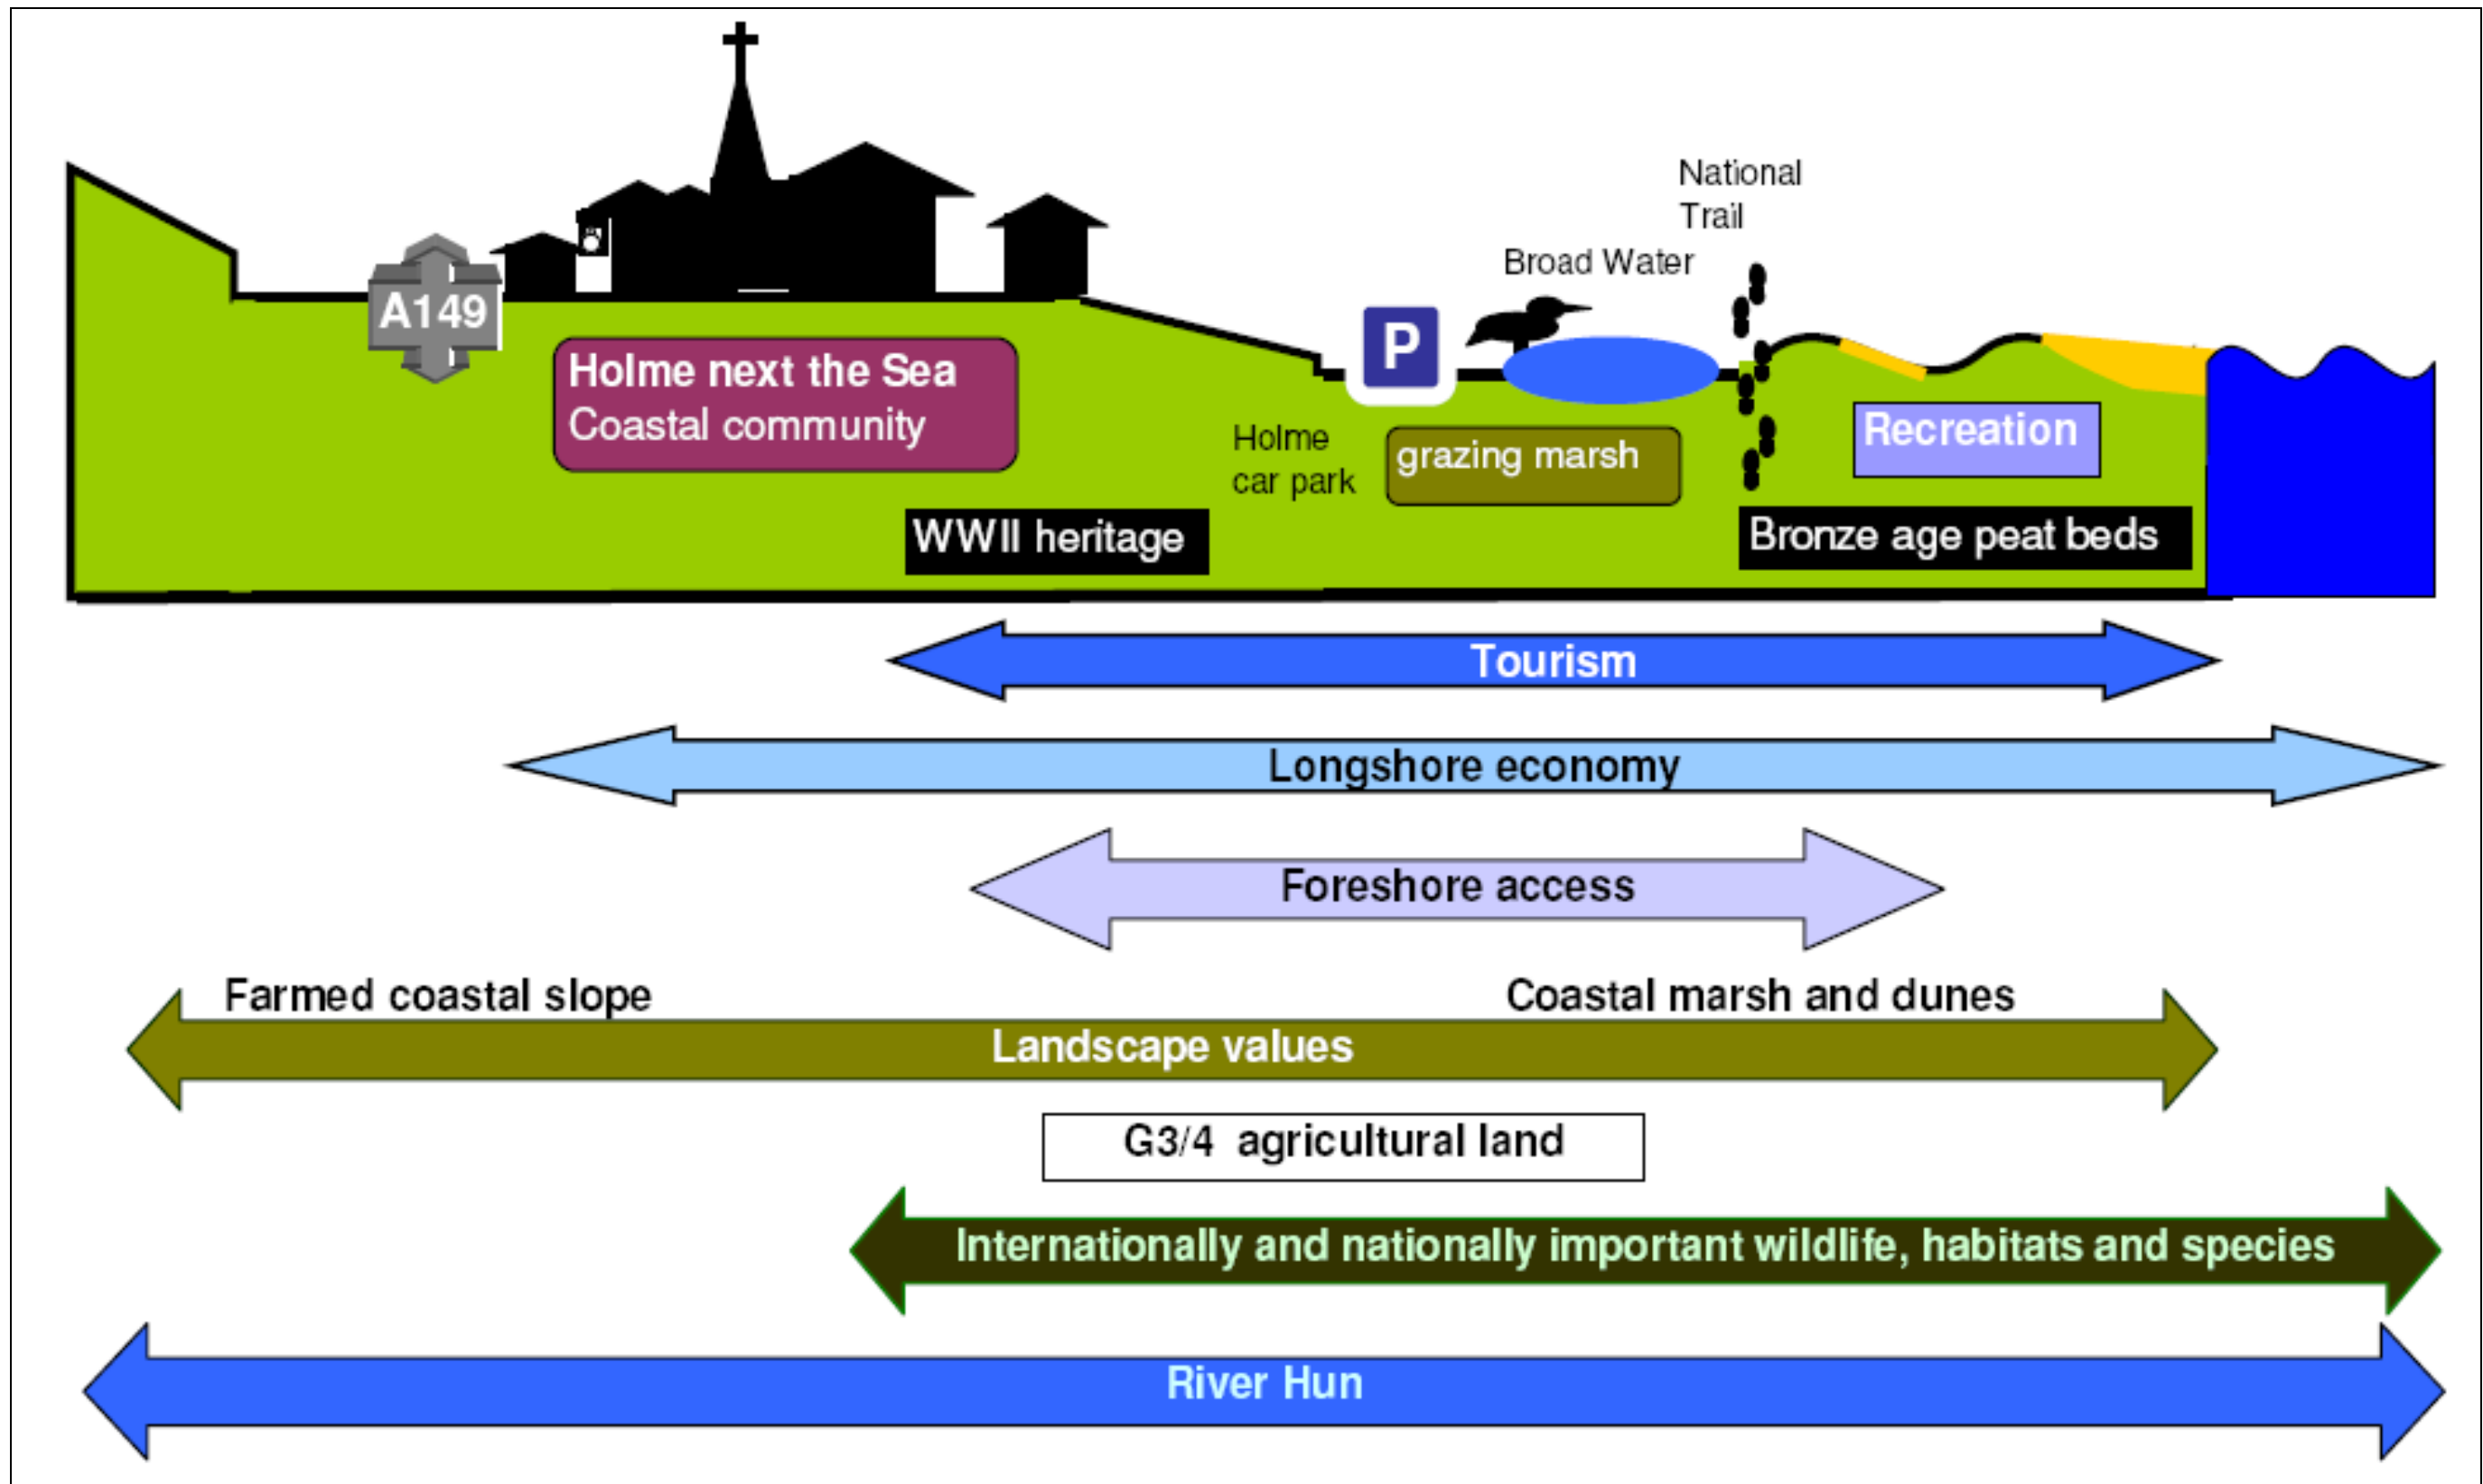 National
Trail
Broad Water
A149
P
Holme next the Sea
Coastal community
Holme
car park
grazing marsh
Recreation
WWII heritage
Bronze age peat beds
Tourism
Longshore economy
Foreshore access
Farmed coastal slope
Coastal marsh and dunes
Landscape values
G3/4 agricultural land
Internationally and nationally important wildlife, habitats and species
River Hun